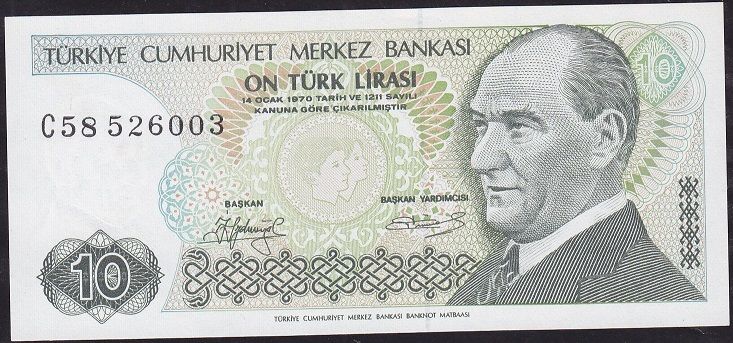 TÜRKİYE CUMHURİYET MERKEZ BANKASI
10
ON TÜRK LİRASI
14 OCAK 1970 TARİH VE 1211 SAYILI
KANUNA GÖRE ÇIKARILMIŞTIR
C58 526003
BAŞKAN
BAŞKAN YARDIMCISI
10
TÜRKİYE CUMHURİYET MERKEZ BANKASI BANKNOT MATBAASI